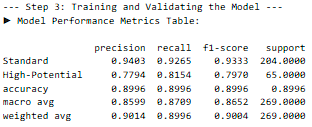 --- Step 3: Training and Validating the Model ---
► Model Performance Metrics Table:
precision recall f1-score support
Standard 0.9403 0.9265 0.9333 204.0000
High-Potential 0.7794 0.8154 0.7970 65.0000
accuracy 0.8996 0.8996 0.8996 0.8996
macro avg 0.8599 0.8709 0.8652 269.0000
weighted avg 0.9014 0.8996 0.9004 269.0000